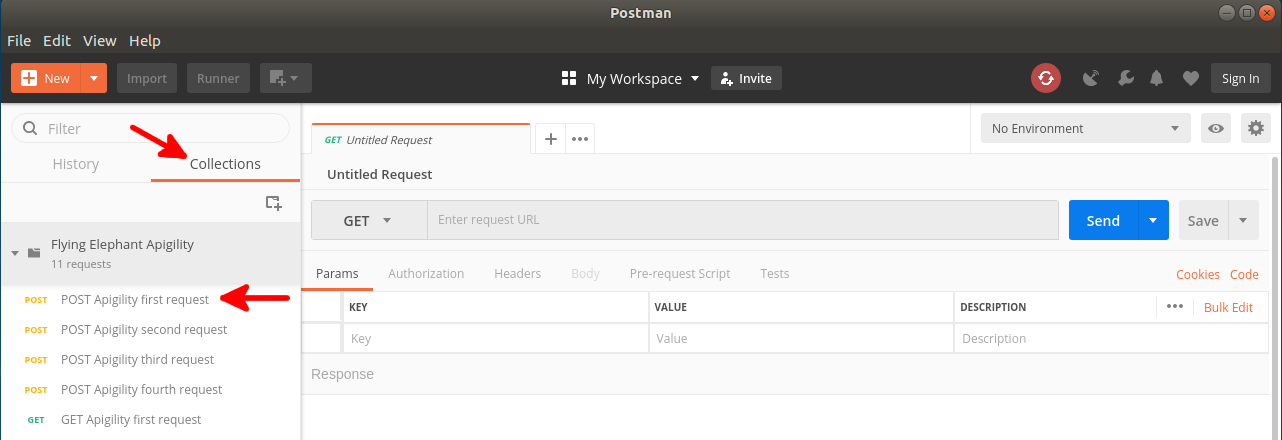 Postman
File Edit View Help
New Import Runner My Workspace Invite Sign In
Filter
History Collections
Flying Elephant Apigility
11 requests
POST POST Apigility first request
POST POST Apigility second request
POST POST Apigility third request
POST POST Apigility fourth request
GET GET Apigility first request
GET Untitled Request
No Environment
Untitled Request
GET Enter request URL Send Save
Params Authorization Headers Body Pre-request Script Tests Cookies Code
KEY VALUE DESCRIPTION Bulk Edit
Key Value Description
Response